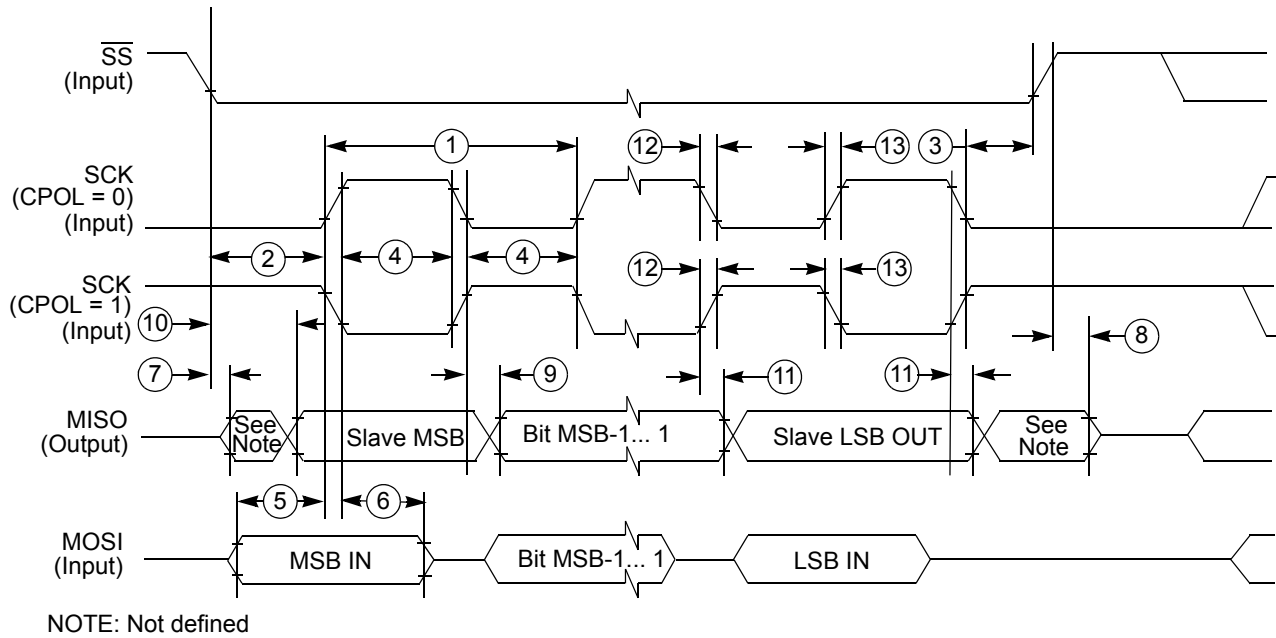 SS
(Input)
1
12
13
3
SCK
(CPOL = 0)
(Input)
2
4
4
12
13
SCK
(CPOL = 1)
(Input)
10
8
7
9
11
11
MISO
(Output)
See
Note
Slave MSB
Bit MSB-1... 1
Slave LSB OUT
See
Note
5
6
MOSI
(Input)
MSB IN
Bit MSB-1... 1
LSB IN
NOTE: Not defined